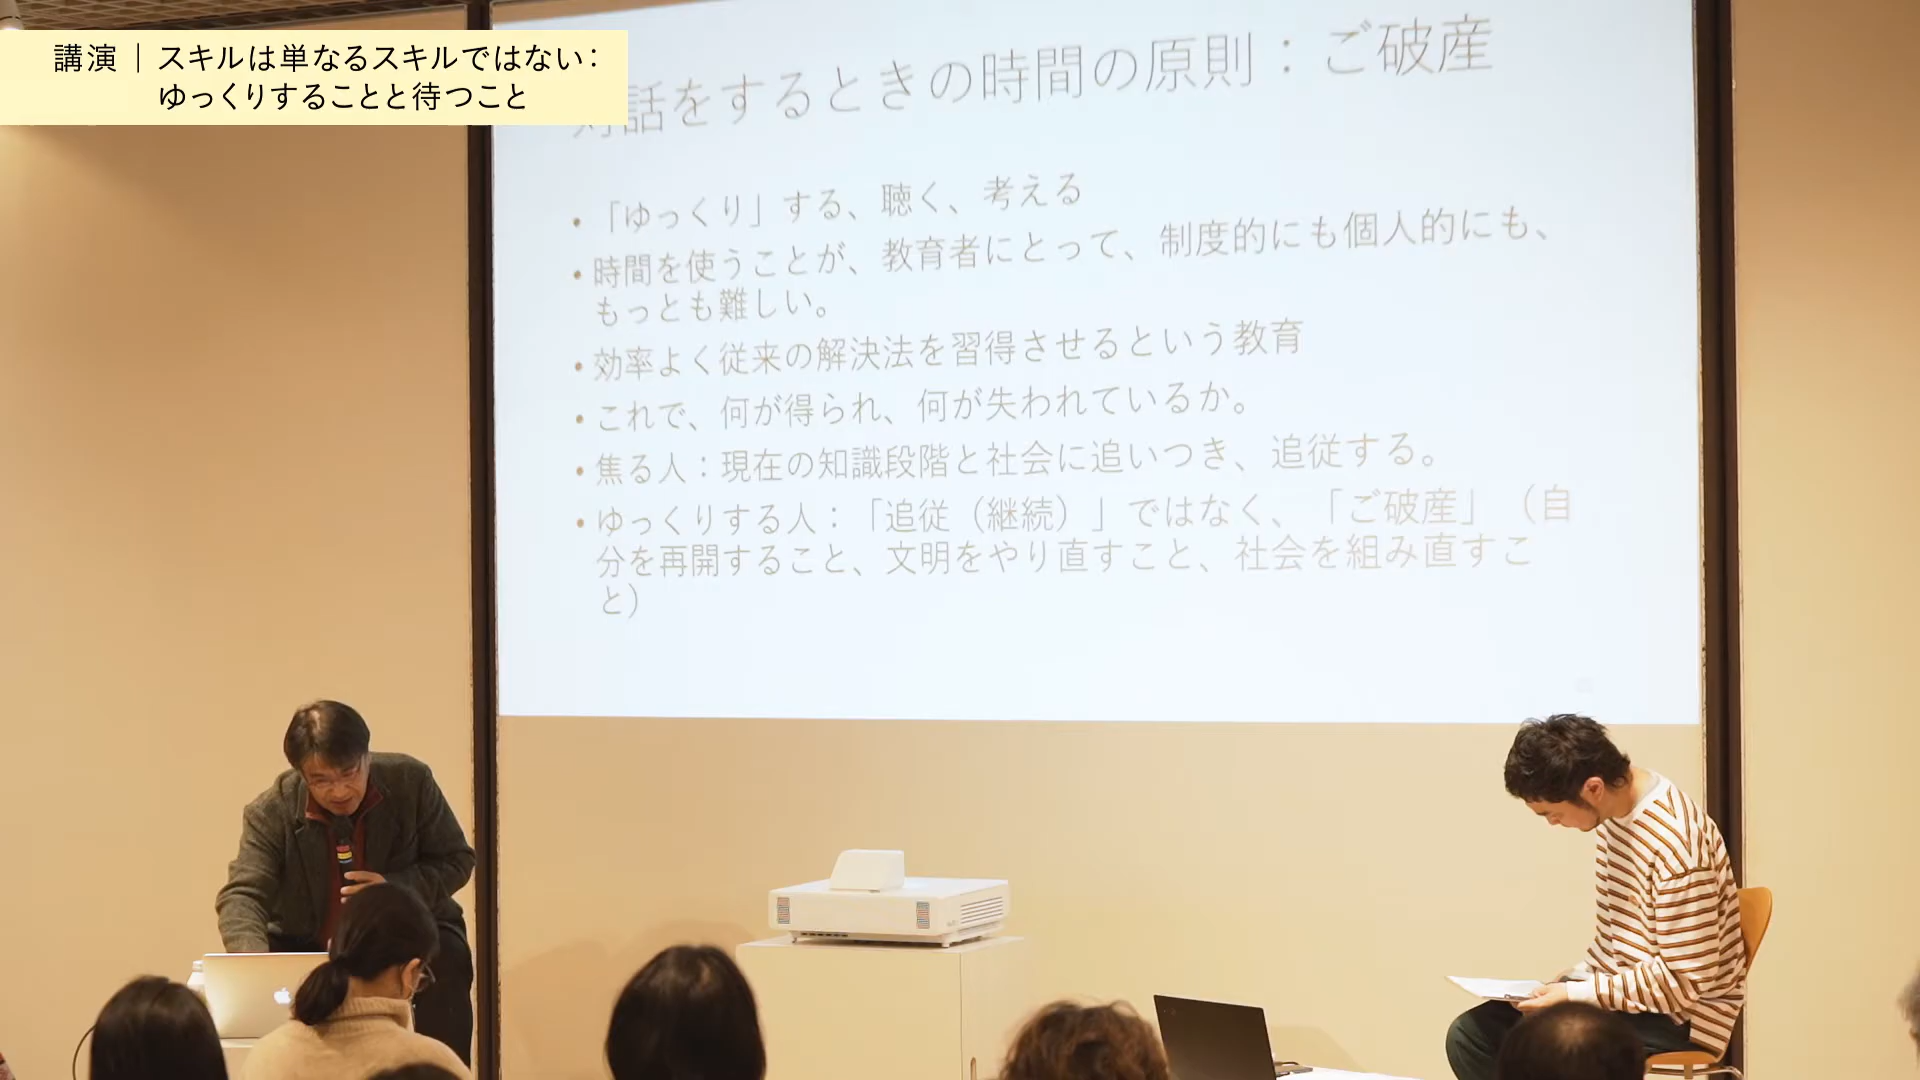 講演｜スキルは単なるスキルではない：
ゆっくりすることと待つこと
対話をするときの時間の原則：ご破産
・「ゆっくり」する、聴く、考える
・時間を使うことが、教育者にとって、制度的にも個人的にも、
もっとも難しい。
・効率よく従来の解決法を習得させるという教育
・これで、何が得られ、何が失われているか。
・焦る人：現在の知識段階と社会に追いつき、追従する。
・ゆっくりする人：「追従（継続）」ではなく、「ご破産」（自
分を再開すること、文明をやり直すこと、社会を組み直すこ
と）